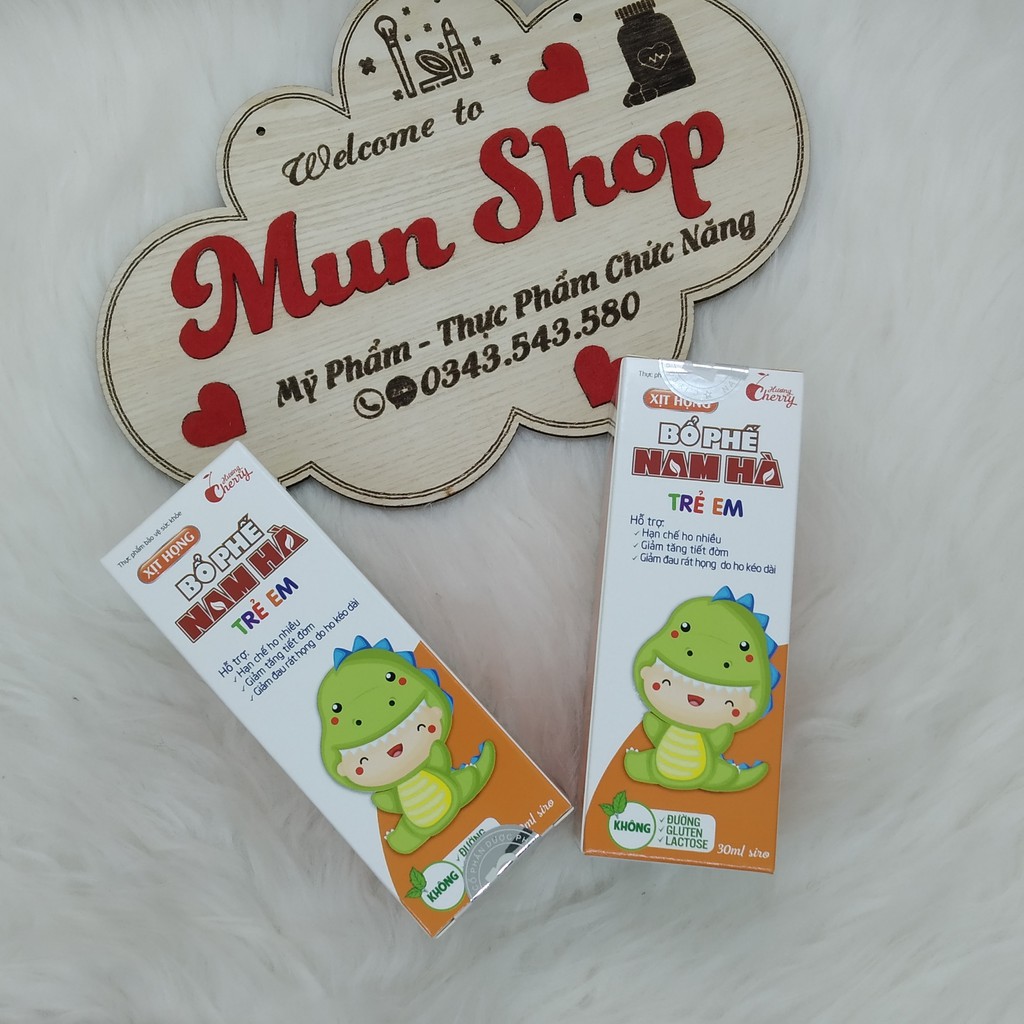 Welcome to
Mun Shop
Mỹ Phẩm - Thực Phẩm Chức Năng
0343.543.580
Thực phẩm bảo vệ sức khỏe
Hương
Cherry
XỊT HỌNG
BỔ PHẾ
NAM HÀ
TRẺ EM
Hỗ trợ:
✓ Hạn chế ho nhiều
✓ Giảm tăng tiết đờm
✓ Giảm đau rát họng do ho kéo dài
KHÔNG
✓ ĐƯỜNG
ml siro
Thực
Hương
Cherry
XỊT HỌNG
BỔ PHẾ
NAM HÀ
TRẺ EM
Hỗ trợ:
✓ Hạn chế ho nhiều
✓ Giảm tăng tiết đờm
✓ Giảm đau rát họng do ho kéo dài
KHÔNG
✓ ĐƯỜNG
✓ GLUTEN
✓ LACTOSE
30ml siro